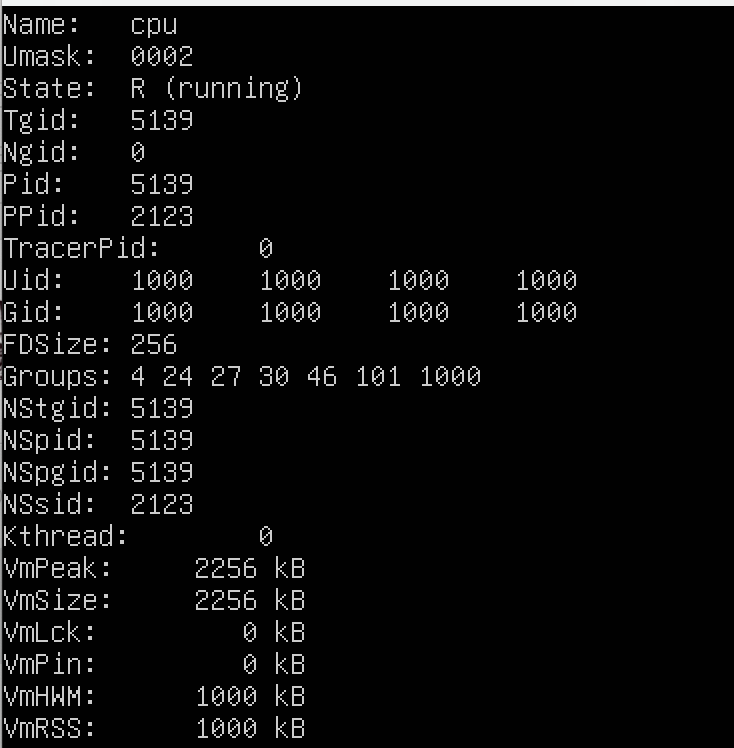 Name:   cpu
Umask:  0002
State:  R (running)
Tgid:   5139
Ngid:   0
Pid:    5139
PPid:   2123
TracerPid:      0
Uid:    1000    1000    1000    1000
Gid:    1000    1000    1000    1000
FDSize: 256
Groups: 4 24 27 30 46 101 1000
NStgid: 5139
NSpid:  5139
NSpgid: 5139
NSsid:  2123
Kthread:        0
VmPeak:     2256 kB
VmSize:     2256 kB
VmLck:         0 kB
VmPin:         0 kB
VmHWM:      1000 kB
VmRSS:      1000 kB